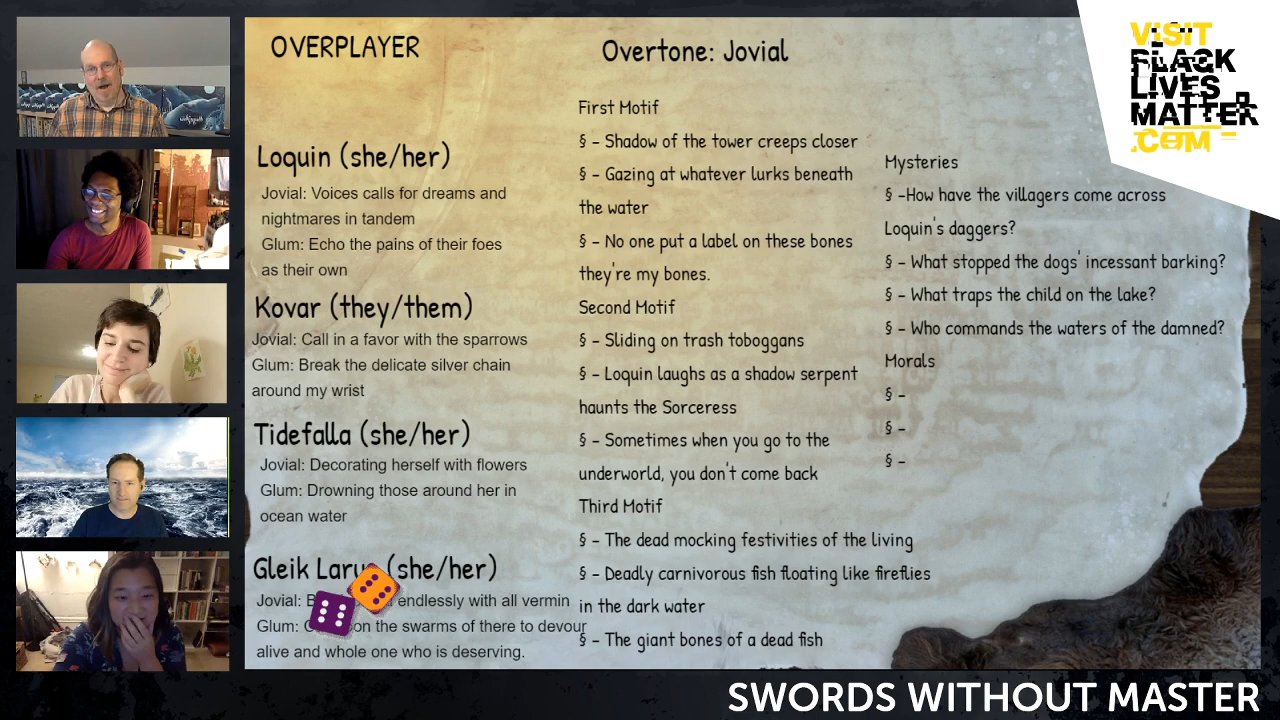 OVERPLAYER
Loquin (she/her)
Jovial: Voices calls for dreams and
nightmares in tandem
Glum: Echo the pains of their foes
as their own
Kovar (they/them)
Jovial: Call in a favor with the sparrows
Glum: Break the delicate silver chain
around my wrist
Tidefalla (she/her)
Jovial: Decorating herself with flowers
Glum: Drowning those around her in
ocean water
Gleik (she/her)
Jovial: endlessly with all vermin
Glum: on the swarms of there to devour
alive and whole one who is deserving.
Overtone: Jovial
First Motif
§ - Shadow of the tower creeps closer
§ - Gazing at whatever lurks beneath
the water
§ - No one put a label on these bones
they're my bones.
Second Motif
§ - Sliding on trash toboggans
§ - Loquin laughs as a shadow serpent
haunts the Sorceress
§ - Sometimes when you go to the
underworld, you don't come back
Third Motif
§ - The dead mocking festivities of the living
§ - Deadly carnivorous fish floating like fireflies
in the dark water
§ - The giant bones of a dead fish
Mysteries
§ -How have the villagers come across
Loquin's daggers?
§ - What stopped the dogs' incessant barking?
§ - What traps the child on the lake?
§ - Who commands the waters of the damned?
Morals
§ -
§ -
§ -
VISIT
BLACK
LIVES
MATTER
.COM
SWORDS WITHOUT MASTER